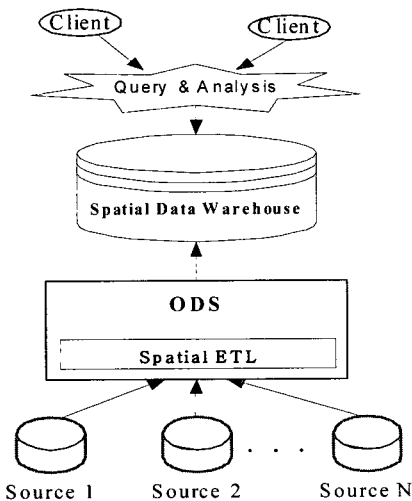 Client Client
Query & Analysis
Spatial Data Warehouse
ODS
Spatial ETL
Source 1 Source 2 . . . Source N